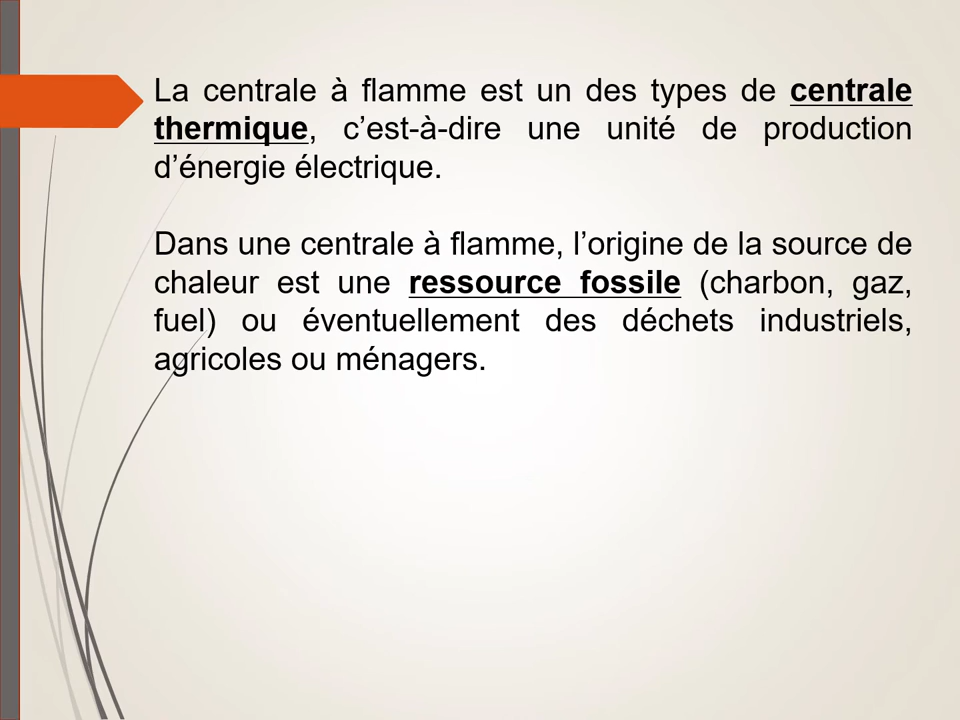 La centrale à flamme est un des types de centrale
thermique, c’est-à-dire une unité de production
d’énergie électrique.
Dans une centrale à flamme, l’origine de la source de
chaleur est une ressource fossile (charbon, gaz,
fuel) ou éventuellement des déchets industriels,
agricoles ou ménagers.